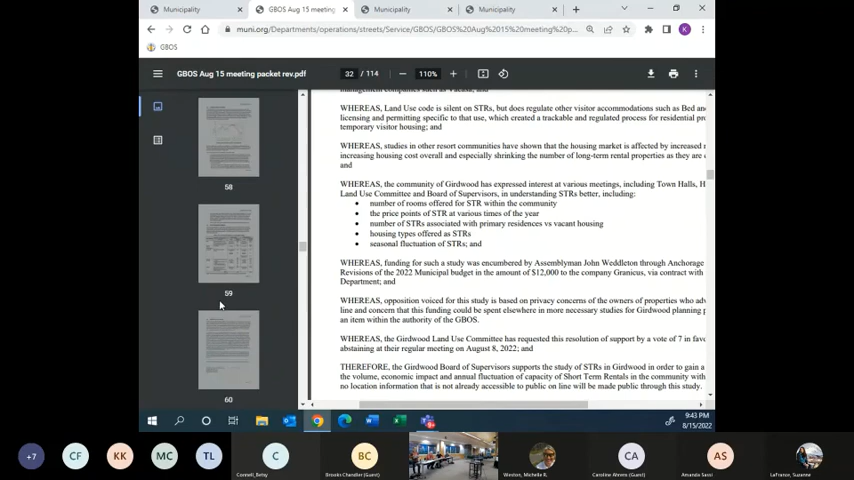 Municipality
GBOS Aug 15 meeting
Municipality
Municipality
muni.org/Departments/operations/streets/Service/GBOS/GBOS%20Aug%2015%20meeting%20p...
K
GBOS
GBOS Aug 15 meeting packet rev.pdf
32 / 114
110%
management companies such as Vacasa, and
WHEREAS, Land Use code is silent on STRs, but does regulate other visitor accommodations such as Bed and
licensing and permitting specific to that use, which created a trackable and regulated process for residential pro
temporary visitor housing; and
WHEREAS, studies in other resort communities have shown that the housing market is affected by increased
increasing housing cost overall and especially shrinking the number of long-term rental properties as they are
and
WHEREAS, the community of Girdwood has expressed interest at various meetings, including Town Halls, H
Land Use Committee and Board of Supervisors, in understanding STRs better, including:
• number of rooms offered for STR within the community
• the price points of STR at various times of the year
• number of STRs associated with primary residences vs vacant housing
• housing types offered as STRs
• seasonal fluctuation of STRs; and
WHEREAS, funding for such a study was encumbered by Assemblyman John Weddleton through Anchorage
Revisions of the 2022 Municipal budget in the amount of $12,000 to the company Granicus, via contract with
Department; and
WHEREAS, opposition voiced for this study is based on privacy concerns of the owners of properties who adv
line and concern that this funding could be spent elsewhere in more necessary studies for Girdwood planning p
an item within the authority of the GBOS.
WHEREAS, the Girdwood Land Use Committee has requested this resolution of support by a vote of 7 in favo
abstaining at their regular meeting on August 8, 2022; and
THEREFORE, the Girdwood Board of Supervisors supports the study of STRs in Girdwood in order to gain a
the volume, economic impact and annual fluctuation of capacity of Short Term Rentals in the community with
no location information that is not already accessible to public on line will be made public through this study.
58
59
60
9:43 PM
8/15/2022
+7
CF
KK
MC
TL
C
Connell, Betsy
BC
Brooks Chandler (Guest)
Weston, Michelle R.
CA
Caroline Ahrens (Guest)
AS
Amanda Sassi
LaFrance, Suzanne